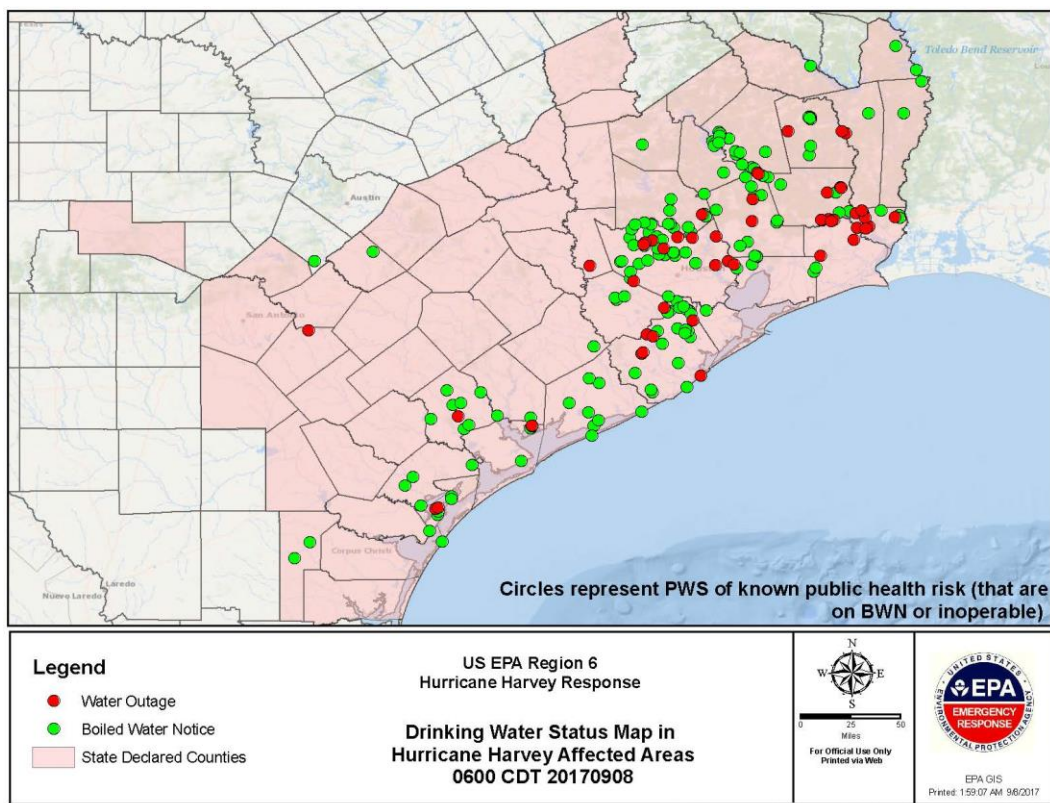 Toledo Bend Reservoir
Austin
San Antonio
Houston
Corpus Christi
Laredo
Nuevo Laredo
Circles represent PWS of known public health risk (that are
on BWN or inoperable)
Legend
Water Outage
Boiled Water Notice
State Declared Counties
US EPA Region 6
Hurricane Harvey Response
Drinking Water Status Map in
Hurricane Harvey Affected Areas
0600 CDT 20170908
N
W E
S
0 25 50
Miles
For Official Use Only
Printed via Web
UNITED STATES
EPA
EMERGENCY
RESPONSE
ENVIRONMENTAL PROTECTION AGENCY
EPA GIS
Printed: 1:59:07 AM 9/8/2017